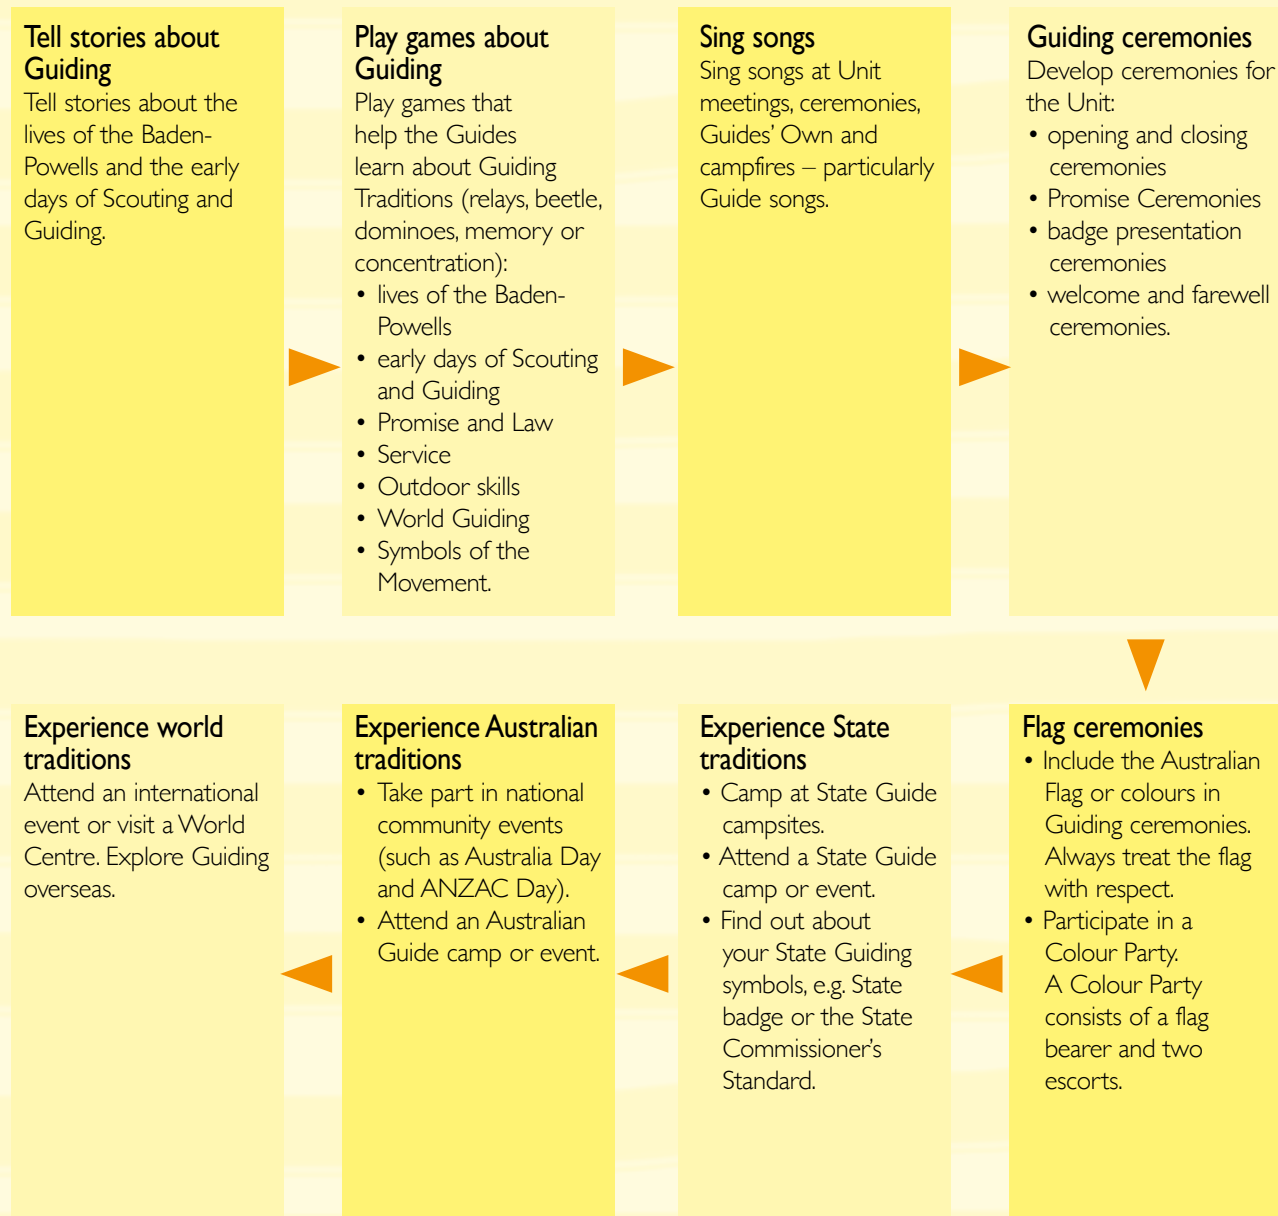 Tell stories about
Guiding
Tell stories about the
lives of the Baden-
Powells and the early
days of Scouting and
Guiding.
Play games about
Guiding
Play games that
help the Guides
learn about Guiding
Traditions (relays, beetle,
dominoes, memory or
concentration):
• lives of the Baden-
Powells
• early days of Scouting
and Guiding
• Promise and Law
• Service
• Outdoor skills
• World Guiding
• Symbols of the
Movement.
Sing songs
Sing songs at Unit
meetings, ceremonies,
Guides' Own and
campfires – particularly
Guide songs.
Guiding ceremonies
Develop ceremonies for
the Unit:
• opening and closing
ceremonies
• Promise Ceremonies
• badge presentation
ceremonies
• welcome and farewell
ceremonies.
Flag ceremonies
• Include the Australian
Flag or colours in
Guiding ceremonies.
Always treat the flag
with respect.
• Participate in a
Colour Party.
A Colour Party
consists of a flag
bearer and two
escorts.
Experience State
traditions
• Camp at State Guide
campsites.
• Attend a State Guide
camp or event.
• Find out about
your State Guiding
symbols, e.g. State
badge or the State
Commissioner's
Standard.
Experience Australian
traditions
• Take part in national
community events
(such as Australia Day
and ANZAC Day).
• Attend an Australian
Guide camp or event.
Experience world
traditions
Attend an international
event or visit a World
Centre. Explore Guiding
overseas.